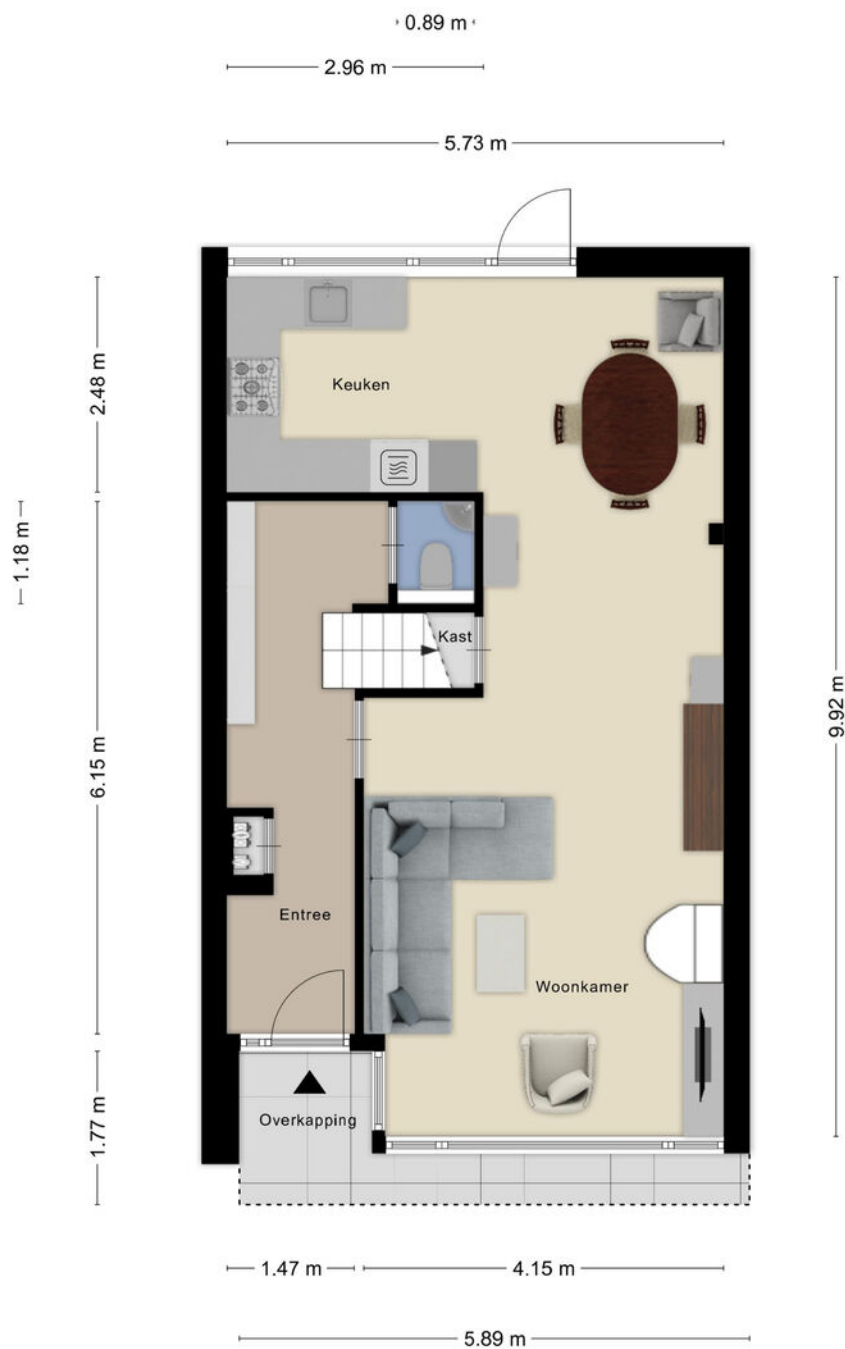 0.89 m
2.96 m
5.73 m
2.48 m
Keuken
1.18 m
Kast
9.92 m
6.15 m
Entree
Woonkamer
1.77 m
Overkapping
1.47 m
4.15 m
5.89 m